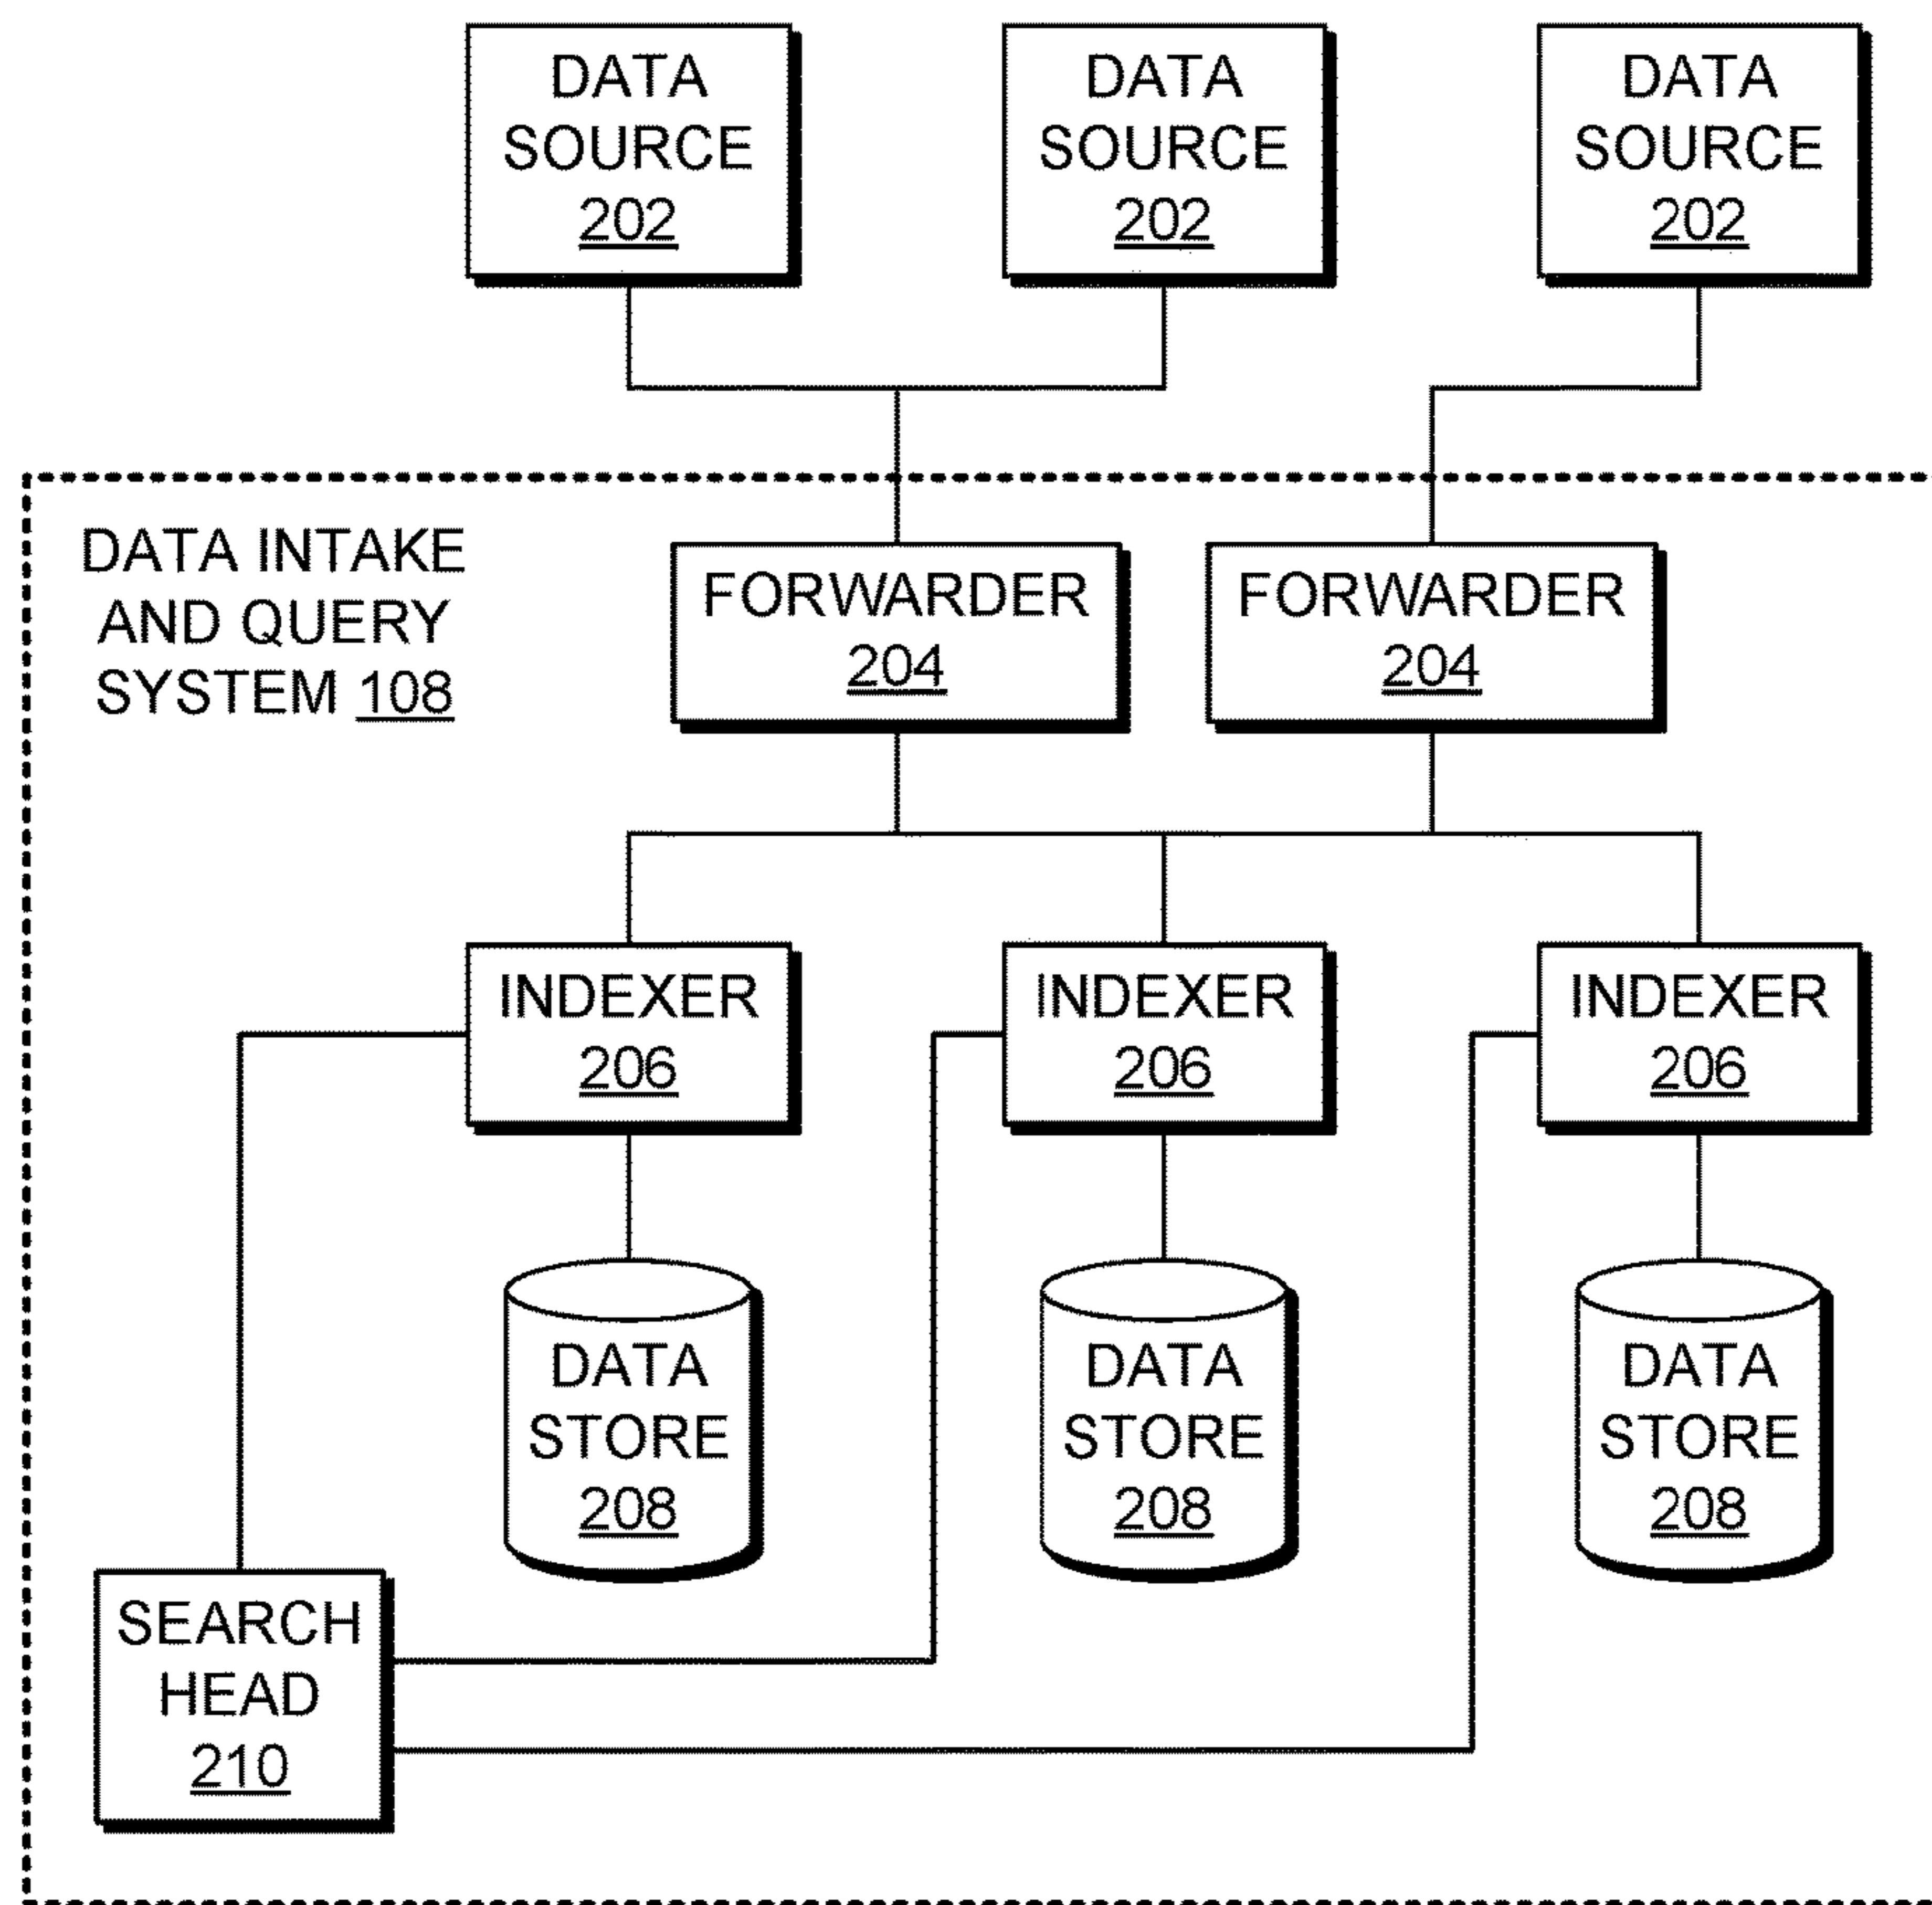 DATA
SOURCE
202
DATA
SOURCE
202
DATA
SOURCE
202
DATA INTAKE
AND QUERY
SYSTEM 108
FORWARDER
204
FORWARDER
204
INDEXER
206
INDEXER
206
INDEXER
206
DATA
STORE
208
DATA
STORE
208
DATA
STORE
208
SEARCH
HEAD
210